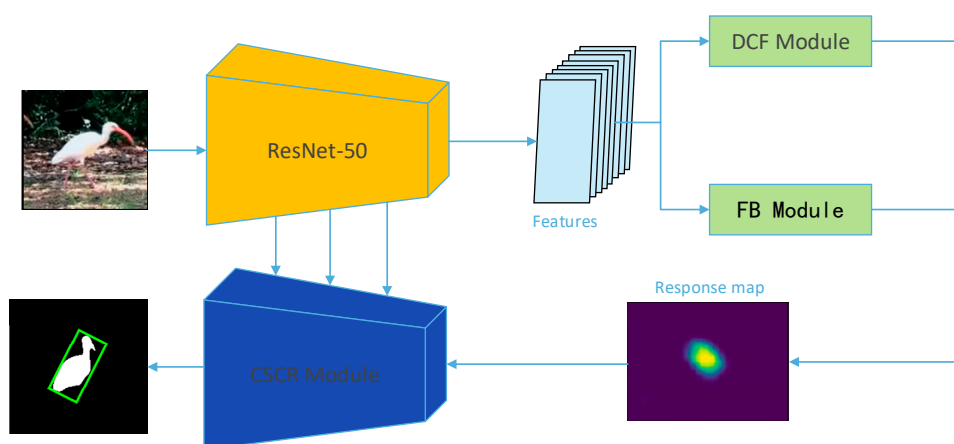 DCF Module
ResNet-50
FB Module
Features
Response map
CSCR Module